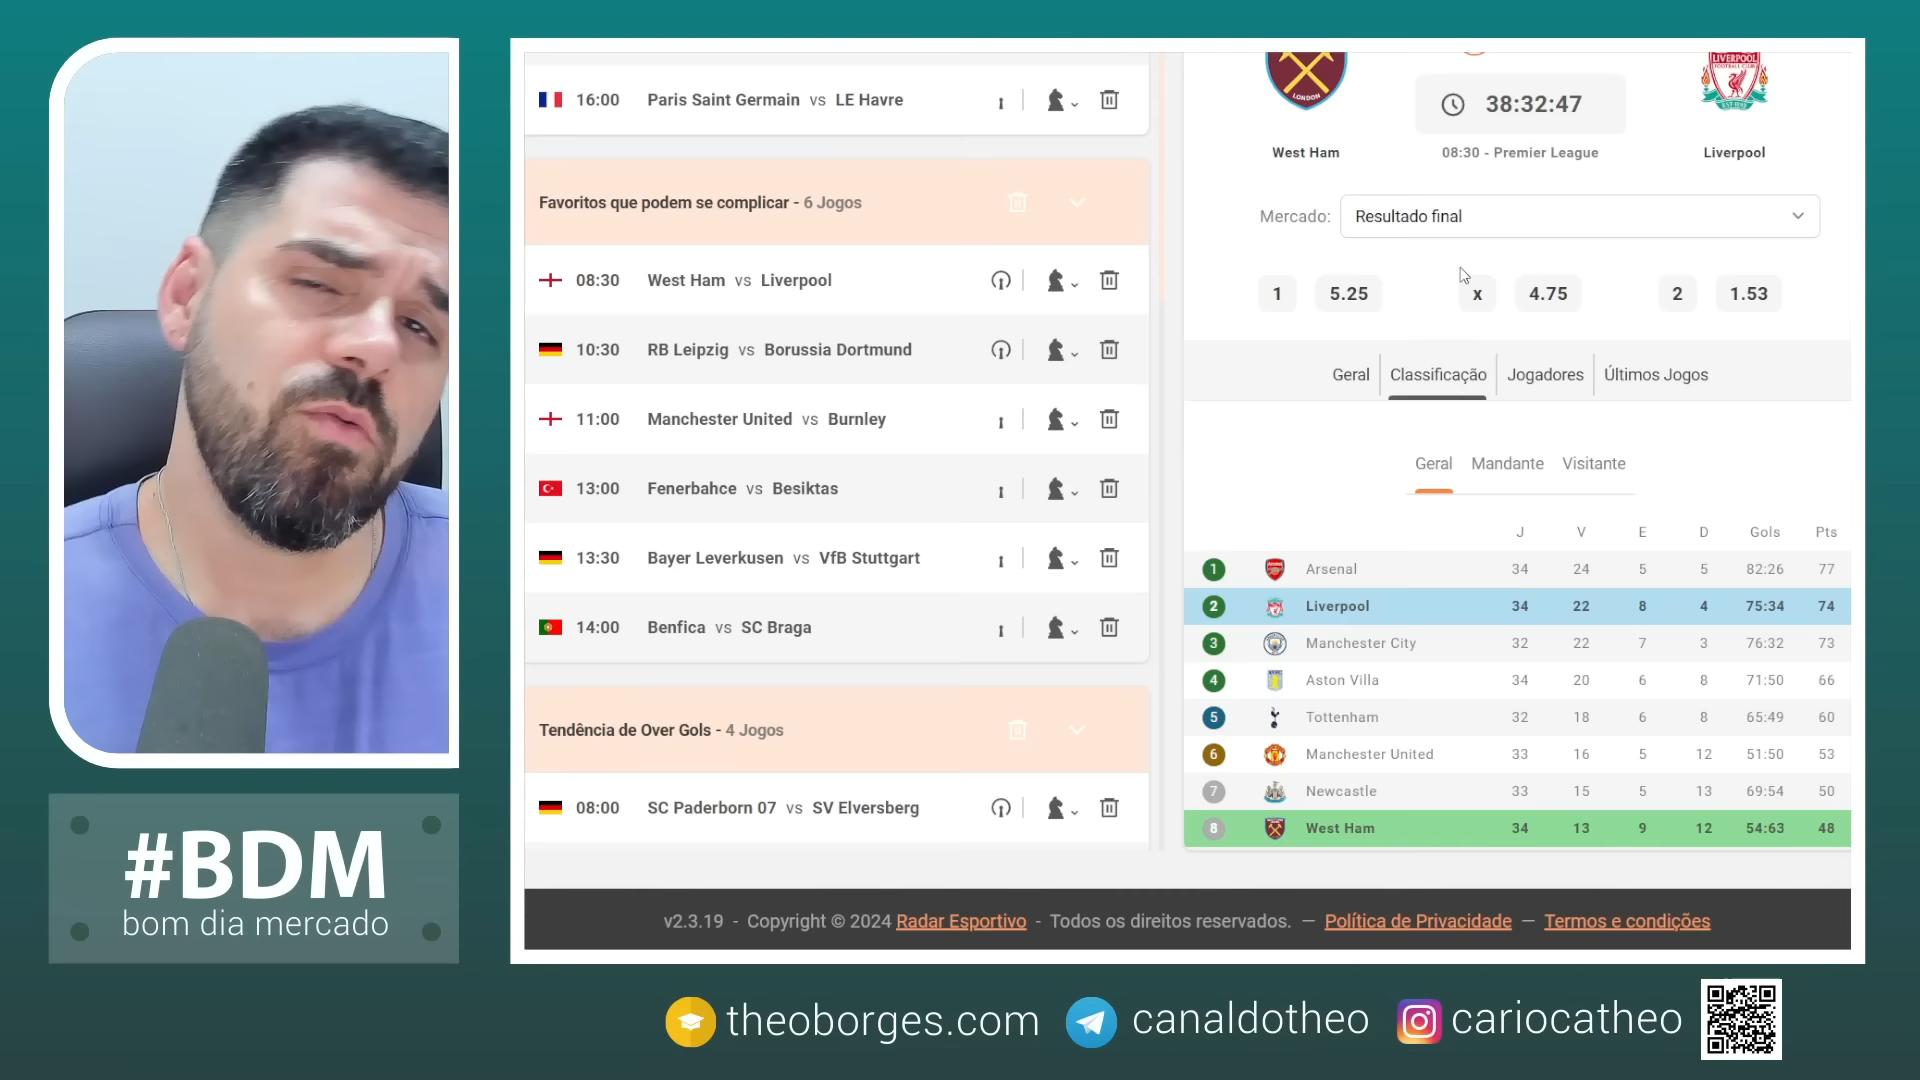 16:00 Paris Saint Germain vs LE Havre
Favoritos que podem se complicar - 6 Jogos
08:30 West Ham vs Liverpool
10:30 RB Leipzig vs Borussia Dortmund
11:00 Manchester United vs Burnley
13:00 Fenerbahce vs Besiktas
13:30 Bayer Leverkusen vs VfB Stuttgart
14:00 Benfica vs SC Braga
Tendência de Over Gols - 4 Jogos
08:00 SC Paderborn 07 vs SV Elversberg
LONDON
LIVERPOOL
FOOTBALL CLUB
38:32:47
West Ham 08:30 - Premier League Liverpool
Mercado: Resultado final
1 5.25 x 4.75 2 1.53
Geral Classificação Jogadores Últimos Jogos
Geral Mandante Visitante
J V E D Gols Pts
1 Arsenal 34 24 5 5 82:26 77
2 Liverpool 34 22 8 4 75:34 74
3 Manchester City 32 22 7 3 76:32 73
4 Aston Villa 34 20 6 8 71:50 66
5 Tottenham 32 18 6 8 65:49 60
6 Manchester United 33 16 5 12 51:50 53
7 Newcastle 33 15 5 13 69:54 50
8 West Ham 34 13 9 12 54:63 48
v2.3.19 - Copyright © 2024 Radar Esportivo - Todos os direitos reservados. — Política de Privacidade — Termos e condições
#BDM
bom dia mercado
theoborges.com canaldotheo cariocatheo